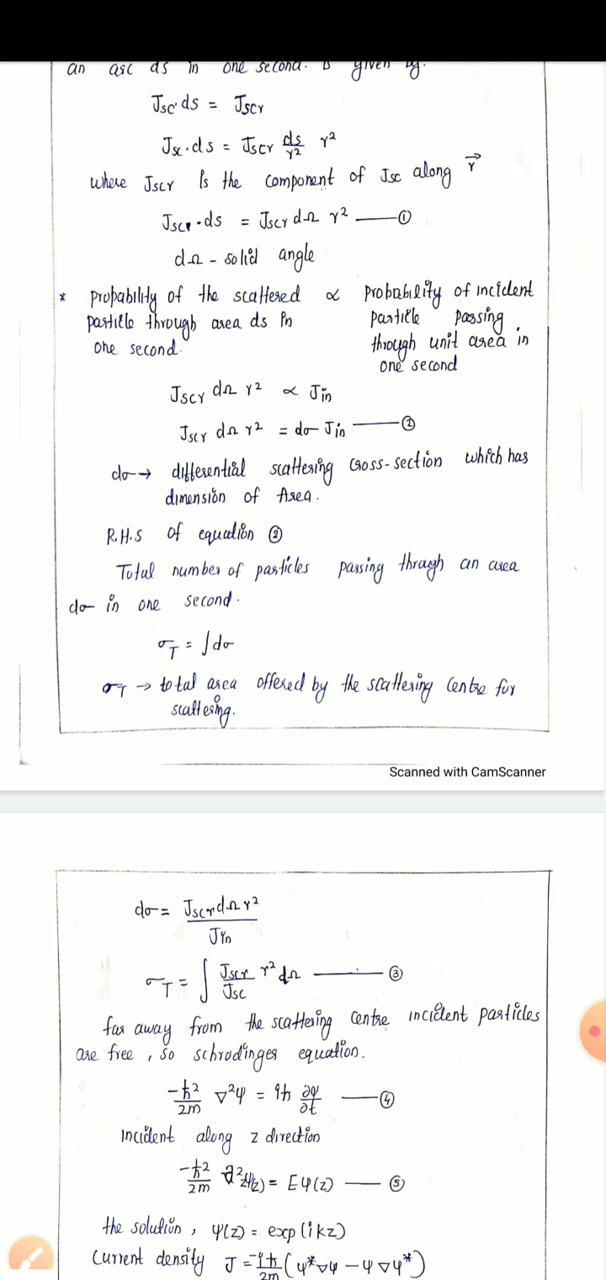 an asc ds in one second. is given by.
Jsc·ds = Jscr
Jsc·ds = Jscr ds/r² r²
where Jscr is the component of Jsc along r⃗
Jscr·ds = Jscr dΩ r² —— ①
dΩ - solid angle
* Probability of the scattered ∝ probability of incident
particle through area ds in particle passing
one second. through unit area in
one second
Jscr dΩ r² ∝ Jin
Jscr dΩ r² = dσ Jin —— ②
dσ → differential scattering cross-section which has
dimension of Area.
R.H.S of equation ②
Total number of particles passing through an area
dσ in one second.
σT = ∫dσ
σT → total area offered by the scattering centre for
scattering.
Scanned with CamScanner
dσ = Jscr dΩ r² / Jin
σT = ∫ Jscr/Jsc r² dΩ —— ③
far away from the scattering centre incident particles
are free, so schrodinges equation.
-ħ²/2m ∇²ψ = iħ ∂ψ/∂t —— ④
Incident along z direction
-ħ²/2m ∂²ψ(z) = Eψ(z) —— ⑤
the solution, ψ(z) = exp(ikz)
Current density J = -iħ/2m (ψ*∇ψ - ψ∇ψ*)